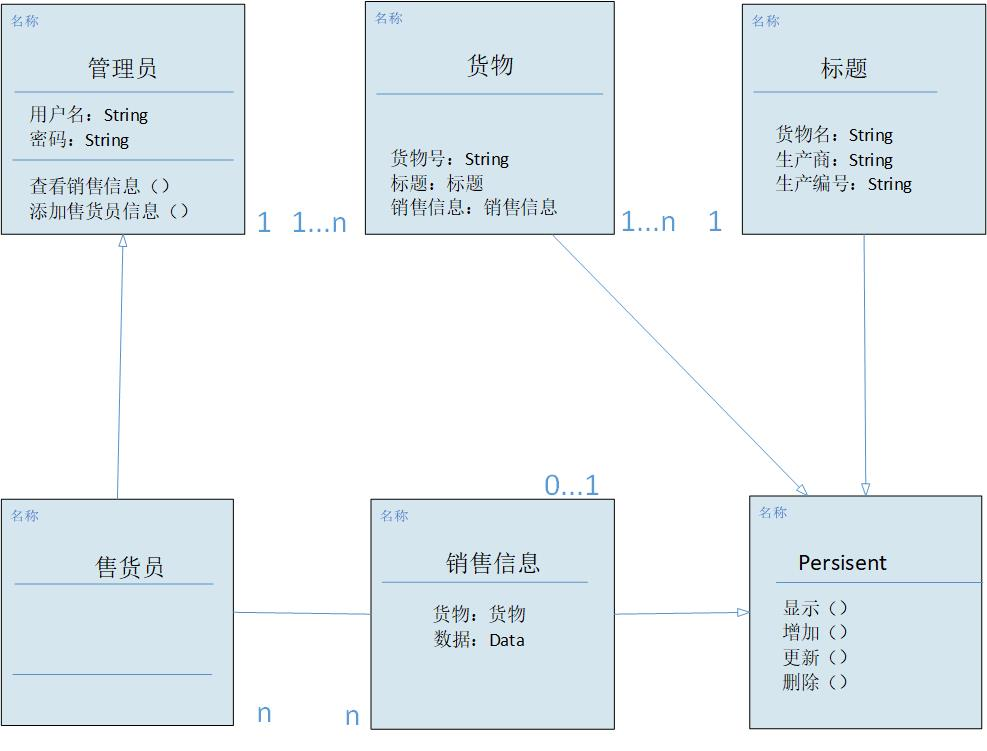 名称
管理员
用户名：String
密码：String
查看销售信息（）
添加售货员信息（）
1
1...n
名称
货物
货物号：String
标题：标题
销售信息：销售信息
1...n
1
名称
标题
货物名：String
生产商：String
生产编号：String
名称
售货员
n
n
0...1
名称
销售信息
货物：货物
数据：Data
名称
Persisent
显示（）
增加（）
更新（）
删除（）